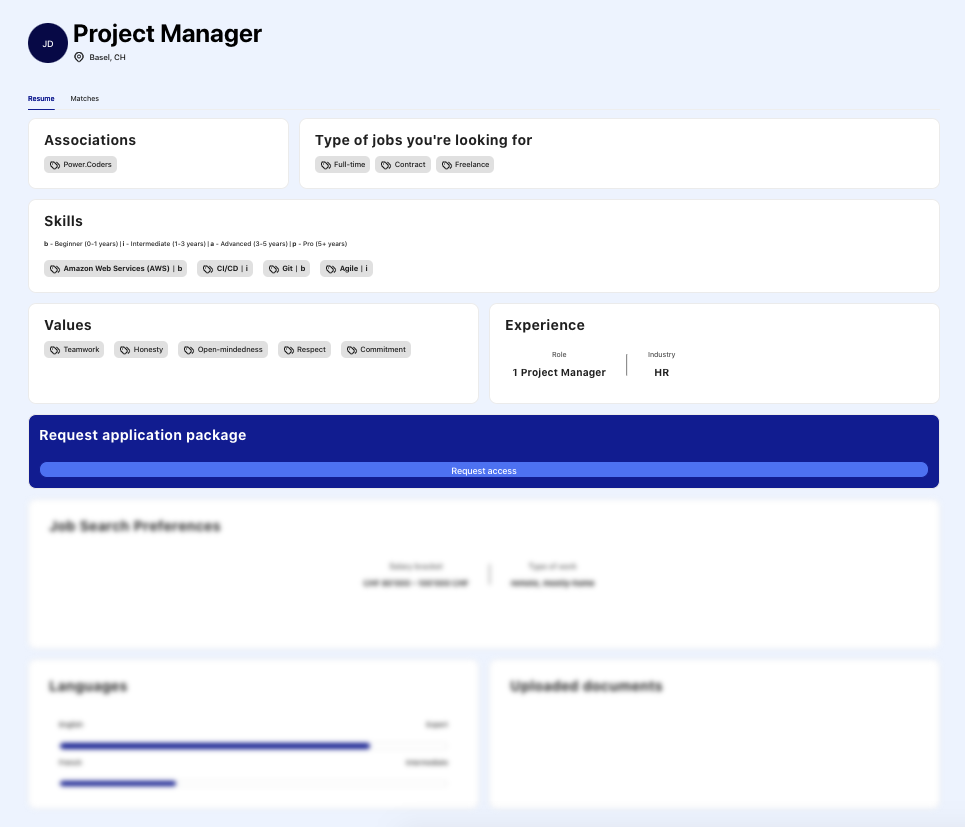 JD
Project Manager
Basel, CH
Resume Matches
Associations
Power.Coders
Type of jobs you're looking for
Full-time Contract Freelance
Skills
b - Beginner (0-1 years) | i - Intermediate (1-3 years) | a - Advanced (3-5 years) | p - Pro (5+ years)
Amazon Web Services (AWS) | b CI/CD | i Git | b Agile | i
Values
Teamwork Honesty Open-mindedness Respect Commitment
Experience
Role Industry
1 Project Manager HR
Request application package
Request access
Job Search Preferences
Salary bracket Type of work
Languages
English Expert
French Intermediate
Uploaded documents